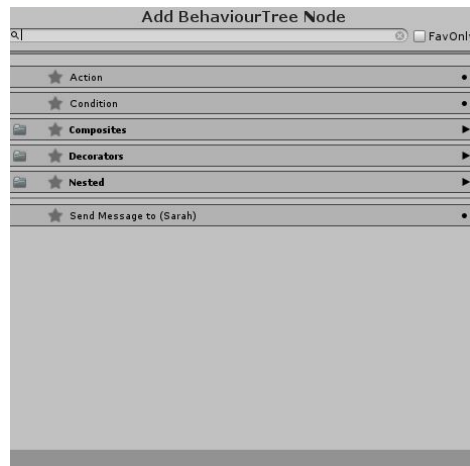 Add BehaviourTree Node
FavOnly
Action
Condition
Composites
Decorators
Nested
Send Message to (Sarah)